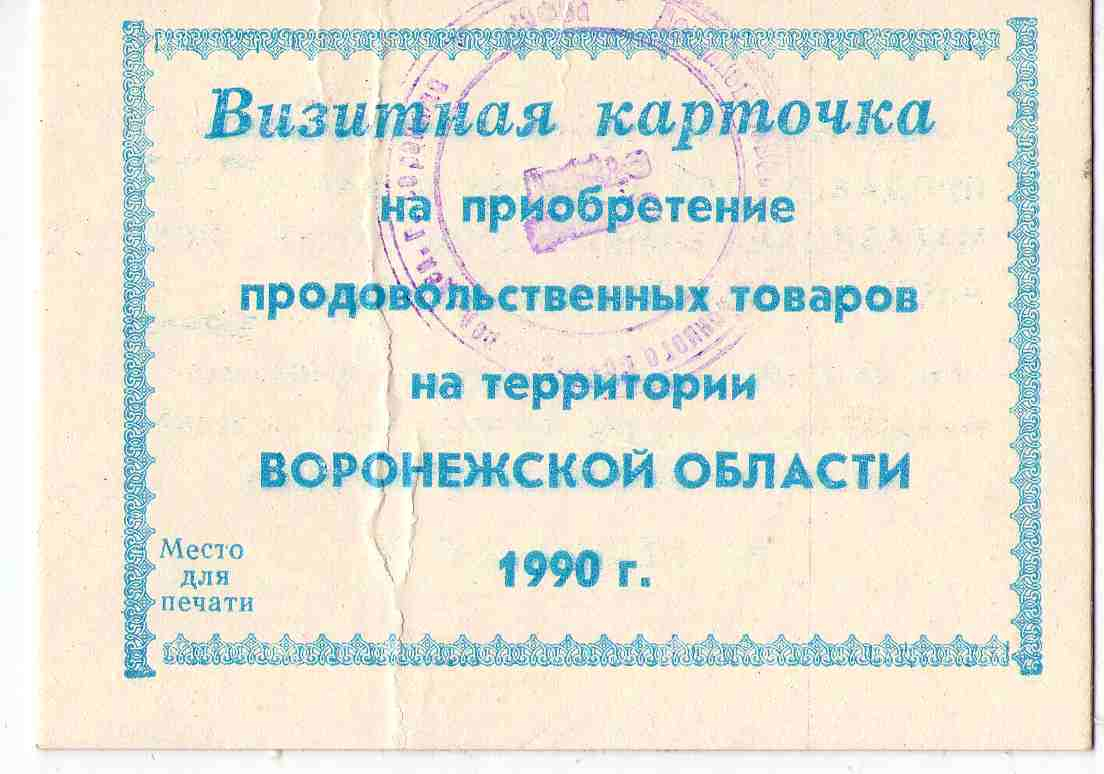 Визитная карточка
на приобретение
продовольственных товаров
на территории
ВОРОНЕЖСКОЙ ОБЛАСТИ
1990 г.
Место
для
печати